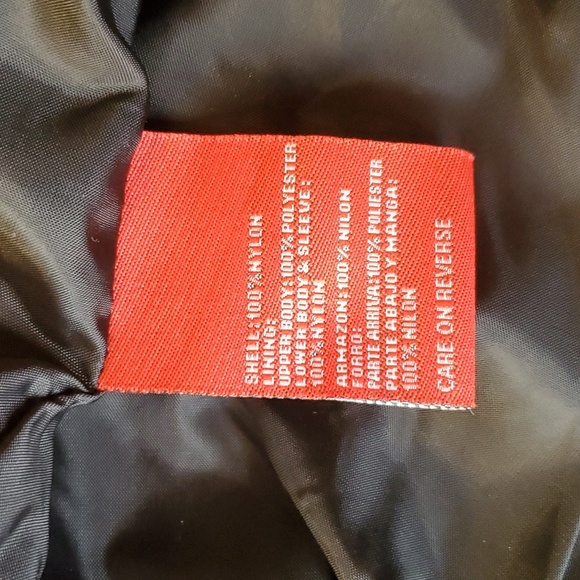 SHELL:100% NYLON
LINING:
UPPER BODY:100% POLYESTER
LOWER BODY & SLEEVE:
100% NYLON
ARMAZON:100% NILON
FORRO:
PARTE ARRIVA:100% POLIESTER
PARTE ABAJO Y MANGA:
100% NILON
CARE ON REVERSE